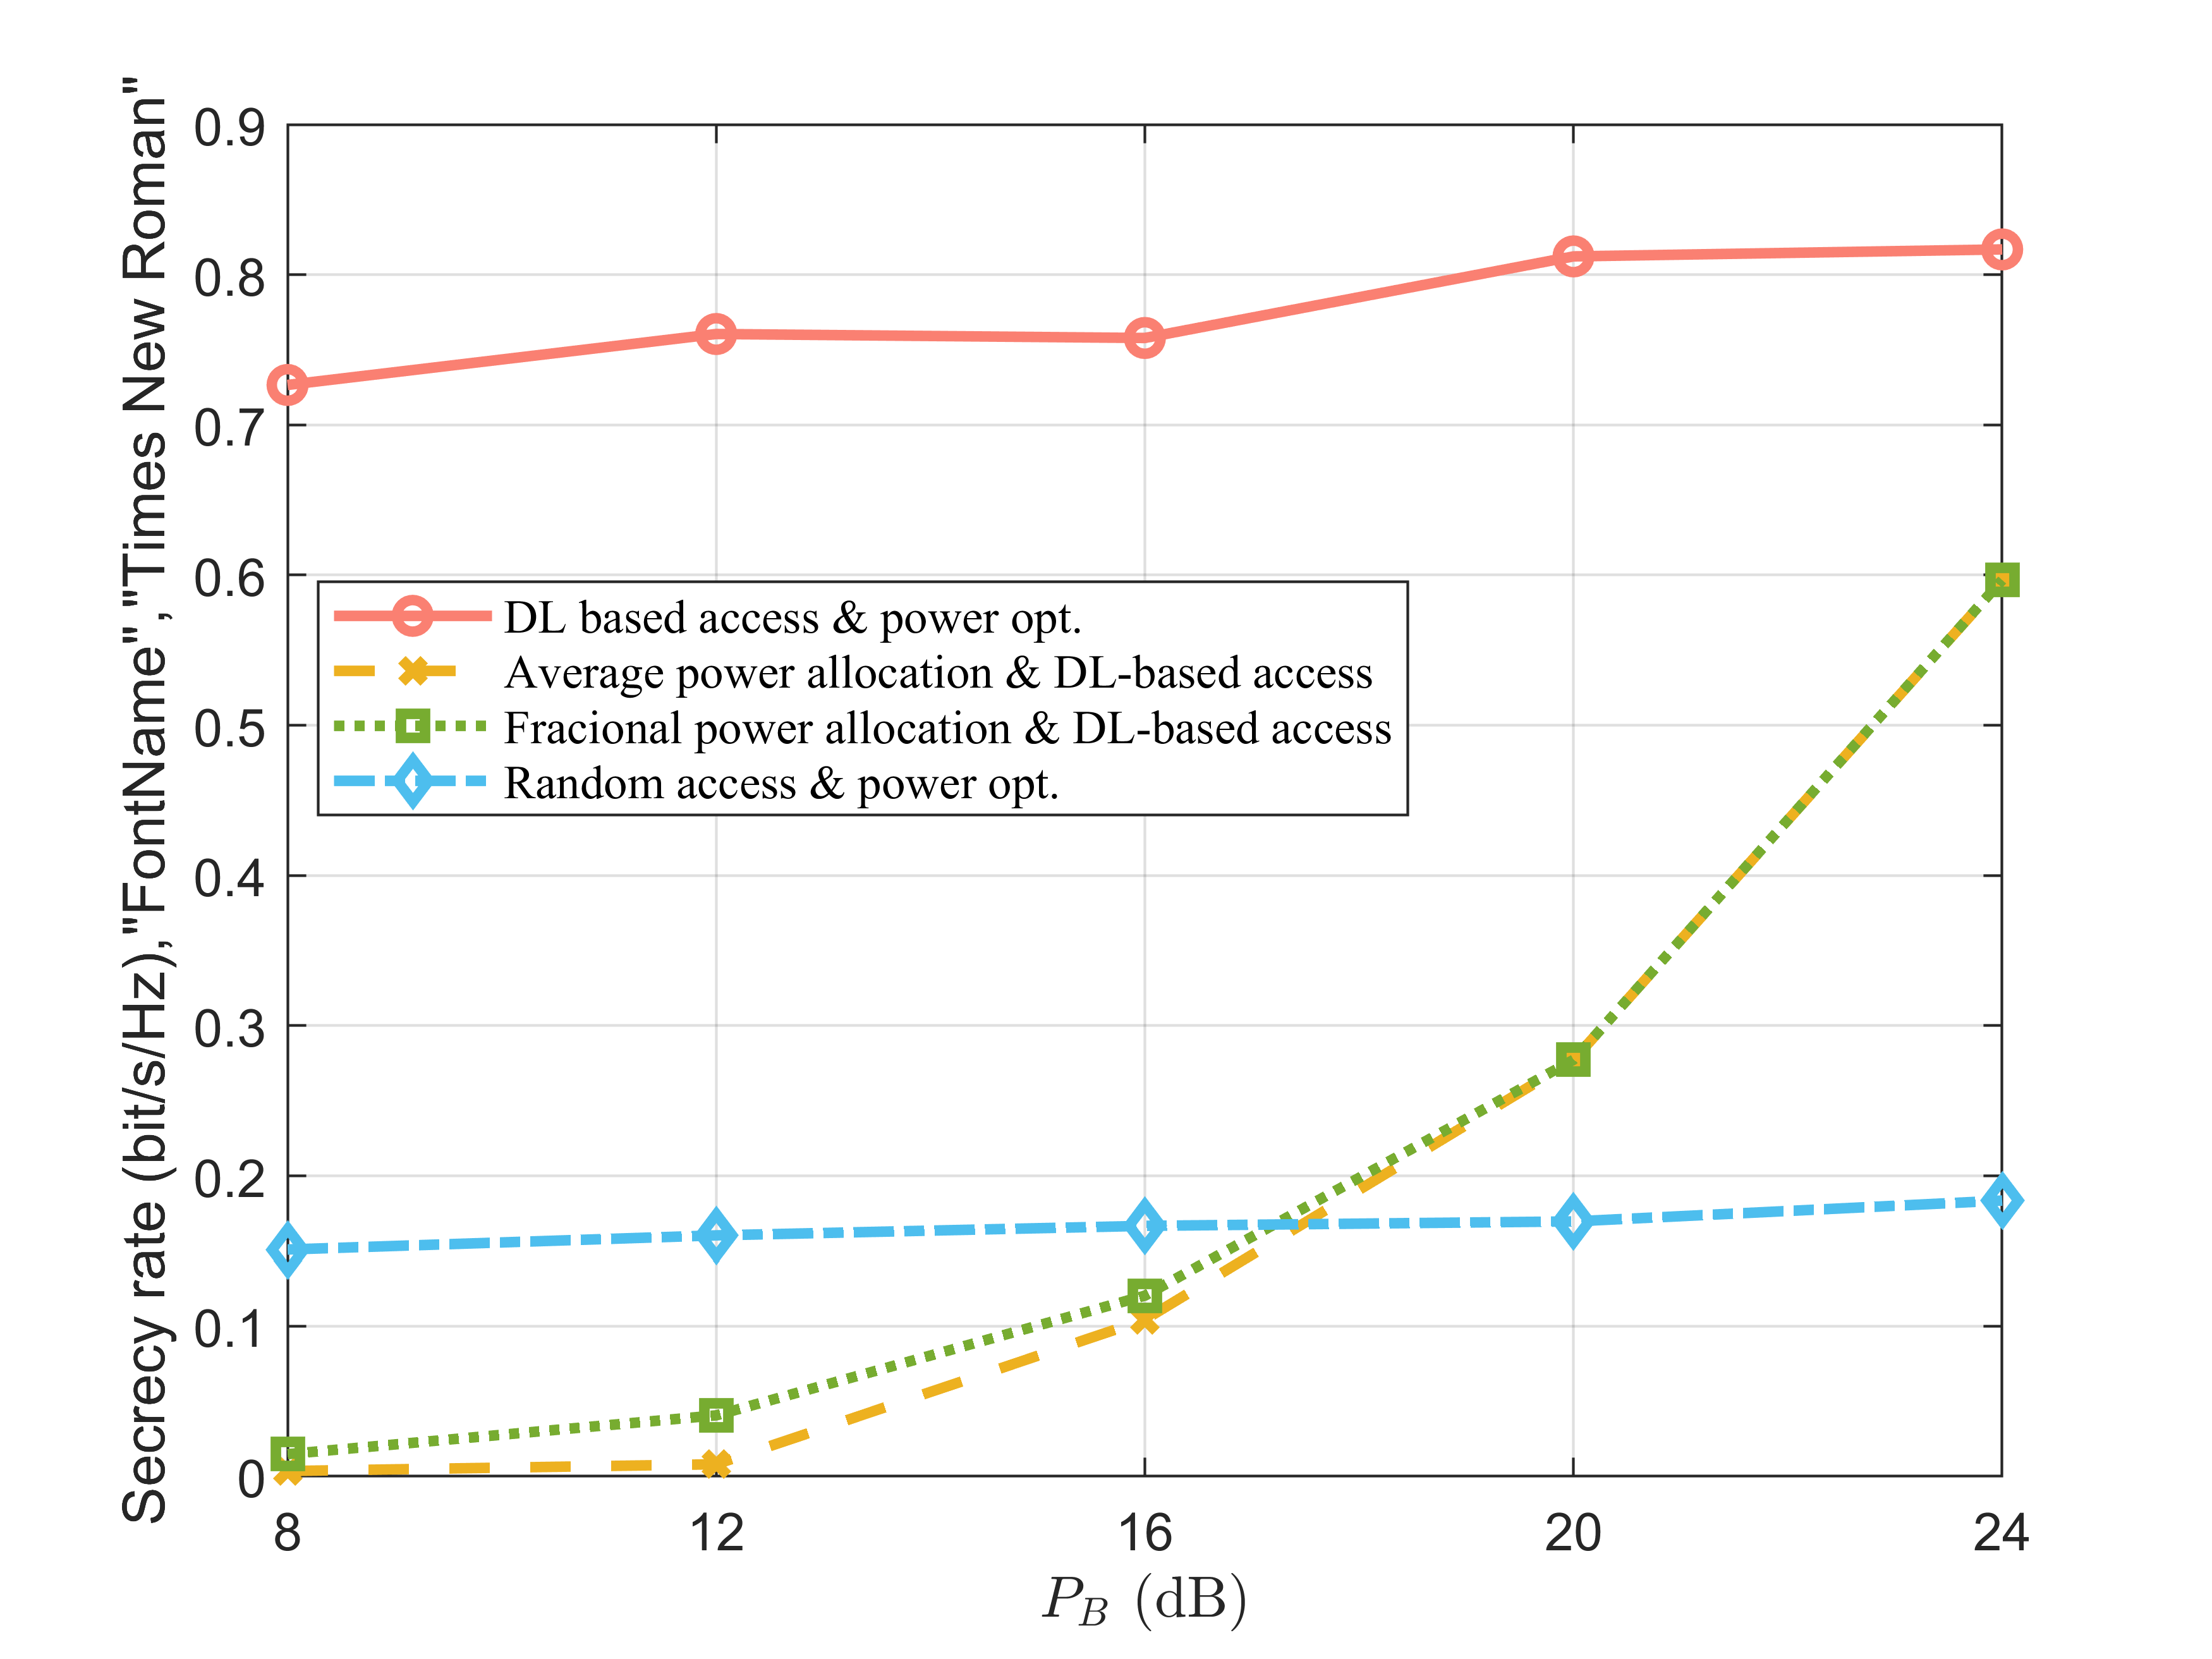 Secrecy rate (bit/s/Hz),"FontName","Times New Roman"
0.9
0.8
0.7
0.6
0.5
0.4
0.3
0.2
0.1
0
DL based access & power opt.
Average power allocation & DL-based access
Fracional power allocation & DL-based access
Random access & power opt.
8 12 16 20 24
P_B (dB)